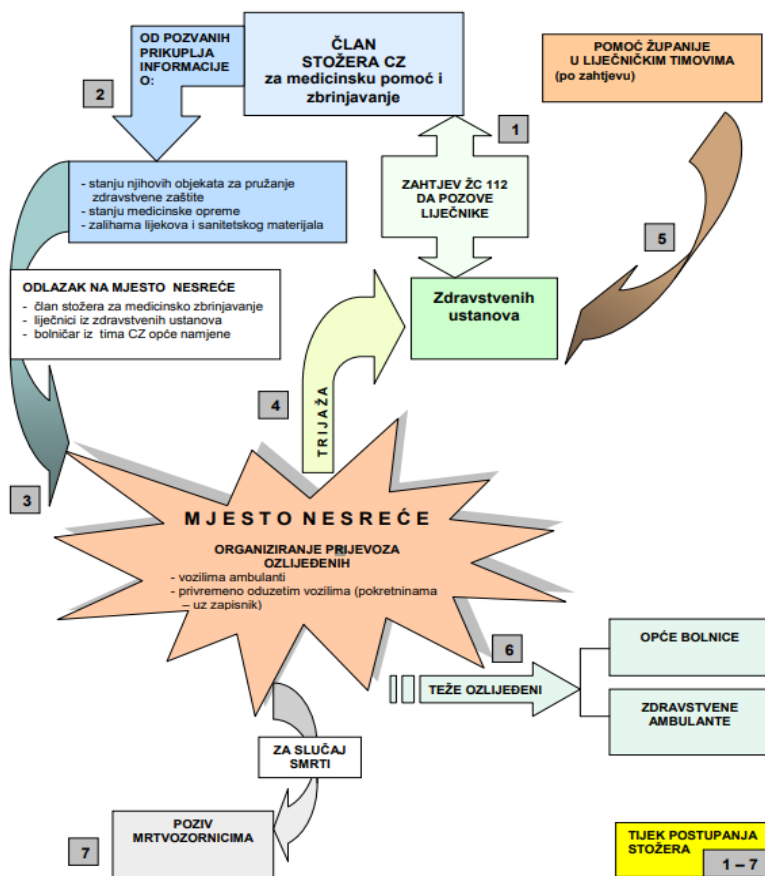 OD POZVANIH
PRIKUPLJA
INFORMACIJE
O:
2
ČLAN
STOŽERA CZ
za medicinsku pomoć i
zbrinjavanje
POMOĆ ŽUPANIJE
U LIJEČNIČKIM TIMOVIMA
(po zahtjevu)
1
- stanju njihovih objekata za pružanje
zdravstvene zaštite
- stanju medicinske opreme
- zalihama lijekova i sanitetskog materijala
ZAHTJEV ŽC 112
DA POZOVE
LIJEČNIKE
5
ODLAZAK NA MJESTO NESREĆE
- član stožera za medicinsko zbrinjavanje
- liječnici iz zdravstvenih ustanova
- bolničar iz tima CZ opće namjene
Zdravstvenih
ustanova
4
TRIJAŽA
3
MJESTO NESREĆE
ORGANIZIRANJE PRIJEVOZA
OZLIJEĐENIH
- vozilima ambulanti
- privremeno oduzetim vozilima (pokretninama
– uz zapisnik)
6
TEŽE OZLIJEĐENI
OPĆE BOLNICE
ZDRAVSTVENE
AMBULANTE
ZA SLUČAJ
SMRTI
7
POZIV
MRTVOZORNICIMA
TIJEK POSTUPANJA
STOŽERA
1 – 7